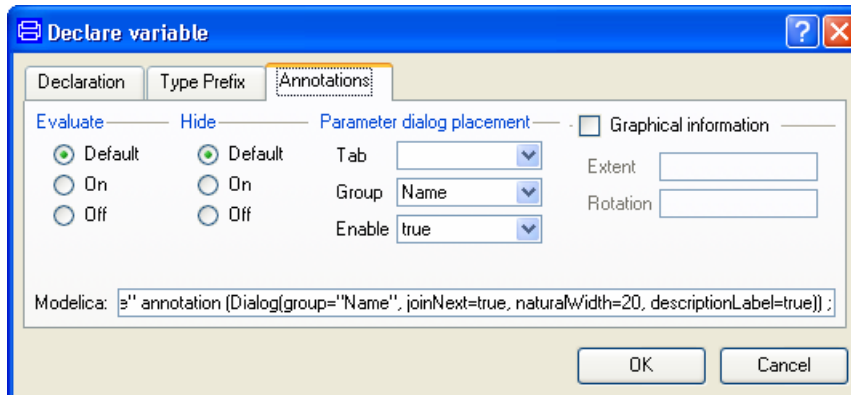 Declare variable
Declaration Type Prefix Annotations
Evaluate Hide Parameter dialog placement Graphical information
Default Default Tab
On On Group Name Extent
Off Off Enable true Rotation
Modelica: e" annotation (Dialog(group="Name", joinNext=true, naturalWidth=20, descriptionLabel=true)) ;
OK Cancel